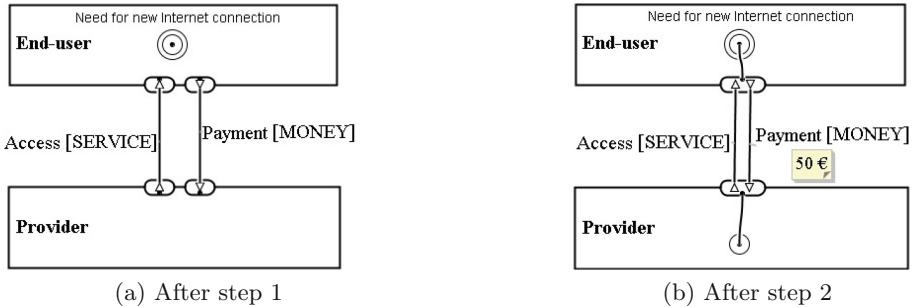 Need for new Internet connection
End-user
Access [SERVICE]
Payment [MONEY]
Provider
(a) After step 1
Need for new Internet connection
End-user
Access [SERVICE]
Payment [MONEY]
50 €
Provider
(b) After step 2